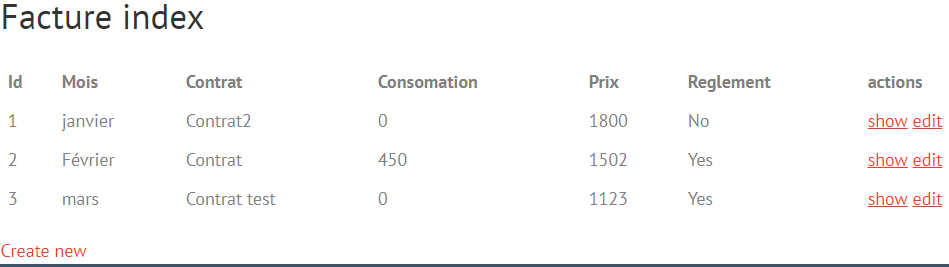 Facture index
Id Mois Contrat Consomation Prix Reglement actions
1 janvier Contrat2 0 1800 No show edit
2 Février Contrat 450 1502 Yes show edit
3 mars Contrat test 0 1123 Yes show edit
Create new